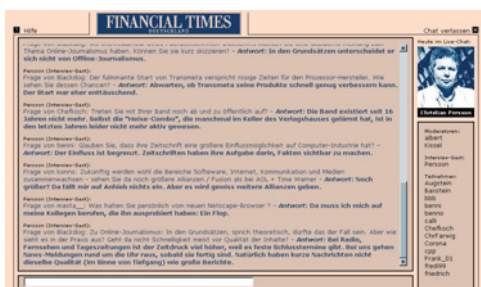 Hilfe
FINANCIAL TIMES
DEUTSCHLAND
Chat verlassen
Thema Online-Journalismus haben. Können Sie sie kurz skizzieren? - Antwort: In den Grundsätzen unterscheidet er
sich nicht von Offline-Journalismus.
Persson (Interview-Gast):
Frage von Blackdog: Der fulminante Start von Transmeta verspricht rosige Zeiten für den Prozessor-Hersteller. Wie
sehen Sie dessen Chancen? - Antwort: Abwarten, ob Transmeta seine Produkte schnell genug verbessern kann.
Der Start war eher enttäuschend.
Persson (Interview-Gast):
Frage von Chefkoch: Treten Sie mit Ihrer Band noch ab und zu öffentlich auf? - Antwort: Die Band existiert seit 16
Jahren nicht mehr. Selbst die "Heise-Combo", die manchmal im Keller des Verlagshauses gelärmt hat, ist in
den letzten Jahren leider nicht mehr aktiv gewesen.
Persson (Interview-Gast):
Frage von benni: Glauben Sie, dass Ihre Zeitschrift eine größere Einflussmöglichkeit auf Computer-Industrie hat? -
Antwort: Der Einfluss ist begrenzt. Zeitschriften haben ihre Aufgabe darin, Fakten sichtbar zu machen.
Persson (Interview-Gast):
Frage von konni: Zukünftig werden wohl die Bereiche Software, Internet, Kommunikation und Medien
zusammenwachsen - sehen Sie da noch größere Allianzen / Fusion als bei AOL + Time Warner - Antwort: Noch
größer? Da fällt mir auf Anhieb nichts ein. Aber es wird gewiss weitere Allianzen geben.
Persson (Interview-Gast):
Frage von masta__: Was halten Sie persönlich vom neuen Netscape-Browser ? - Antwort: Da muss ich mich auf
meine Kollegen berufen, die ihn ausprobiert haben: Ein Flop.
Persson (Interview-Gast):
Frage von Blackdog: Zu Online-Journalismus: In den Grundsätzen, sprich theoretisch, dürfte das der Fall sein. Aber wie
sieht es in der Praxis aus? Geht da nicht Schnelligkeit meist vor Qualität der Inhalte? - Antwort: Bei Radio,
Fernsehen und Tageszeitungen ist der Zeitdruck viel höher, weil es feste Schlusstermine gibt. Bei uns gehen
News-Meldungen rund um die Uhr raus, sobald sie fertig sind. Natürlich haben kurze Nachrichten nicht
dieselbe Qualität (im Sinne von Tiefgang) wie große Berichte.
Heute im Live-Chat:
Christian Persson
Moderatoren:
albert
Kissel
Interview-Gast:
Persson
Teilnehmer:
Augstein
Bavstein
bbb
benni
benno
calli
Chefkoch
ChrFarwig
Corona
cpp
Frank_01
fredi99
friedrich